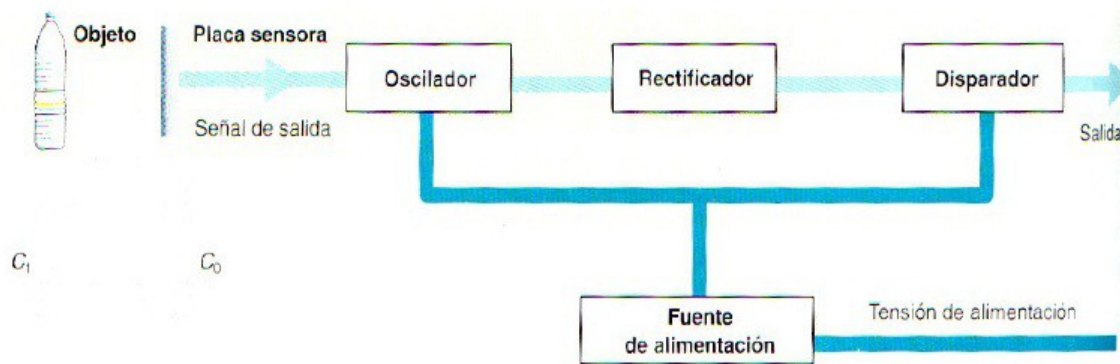 Objeto
Placa sensora
Oscilador
Rectificador
Disparador
Señal de salida
Salida
C₁
C₀
Fuente
de alimentación
Tensión de alimentación